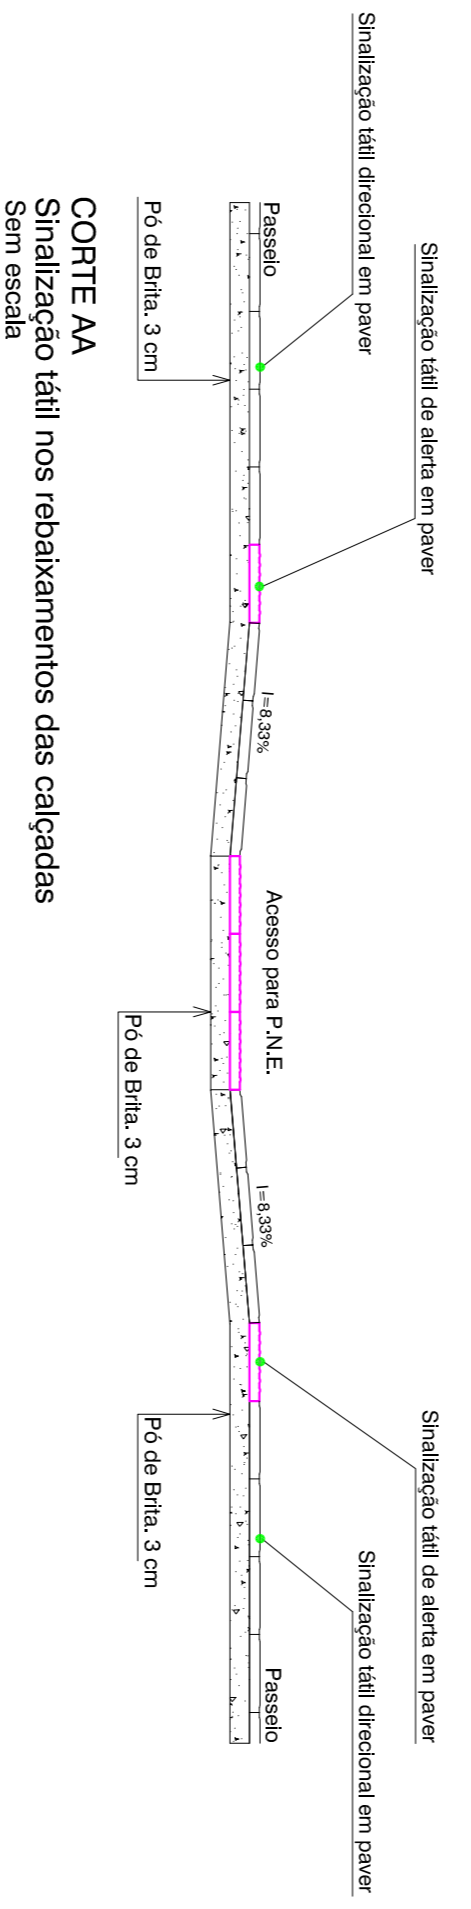 Sinalização tátil de alerta em paver
Sinalização tátil de alerta em paver
Sinalização tátil direcional em paver
Sinalização tátil direcional em paver
Passeio
I=8,33%
Acesso para P.N.E.
I=8,33%
Passeio
Pó de Brita. 3 cm
Pó de Brita. 3 cm
Pó de Brita. 3 cm
CORTE AA
Sinalização tátil nos rebaixamentos das calçadas
Sem escala